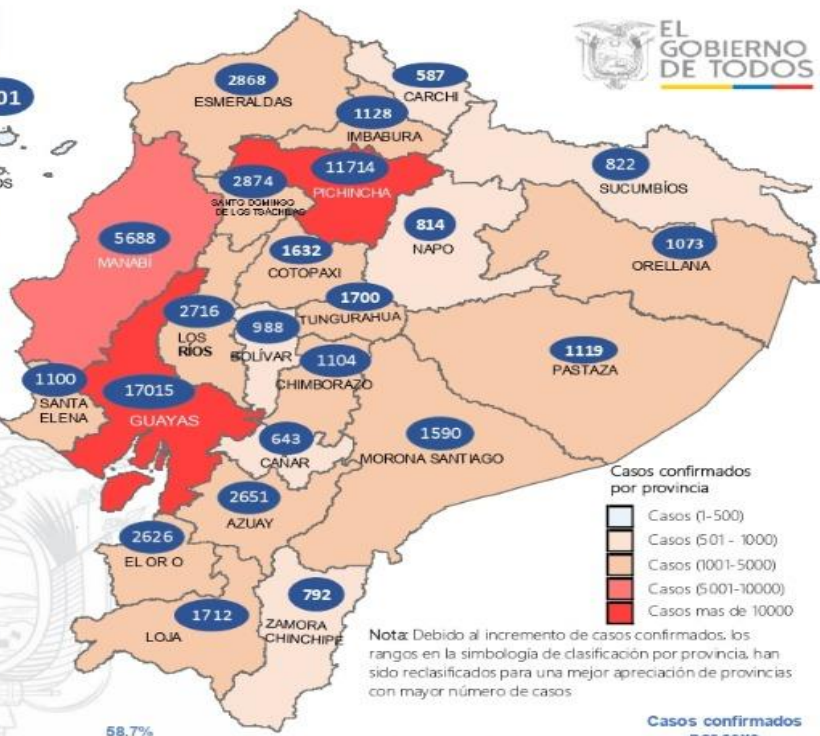 EL
GOBIERNO
DE TODOS
01
OS
2868
ESMERALDAS
587
CARCHI
1128
IMBABURA
11714
PICHINCHA
2874
SANTO DOMINGO
DE LOS TSÁCHILAS
822
SUCUMBÍOS
814
NAPO
1073
ORELLANA
5688
MANABÍ
1632
COTOPAXI
1700
TUNGURAHUA
2716
LOS
RÍOS
988
BOLÍVAR
1104
CHIMBORAZO
1119
PASTAZA
1100
SANTA
ELENA
17015
GUAYAS
643
CAÑAR
1590
MORONA SANTIAGO
2651
AZUAY
2626
EL OR O
1712
LOJA
792
ZAMORA
CHINCHIPE
Casos confirmados
por provincia
Casos (1-500)
Casos (501 - 1000)
Casos (1001-5000)
Casos (5001-10000)
Casos mas de 10000
Nota: Debido al incremento de casos confirmados, los
rangos en la simbología de clasificación por provincia, han
sido reclasificados para una mejor apreciación de provincias
con mayor número de casos
58.7%
Casos confirmados